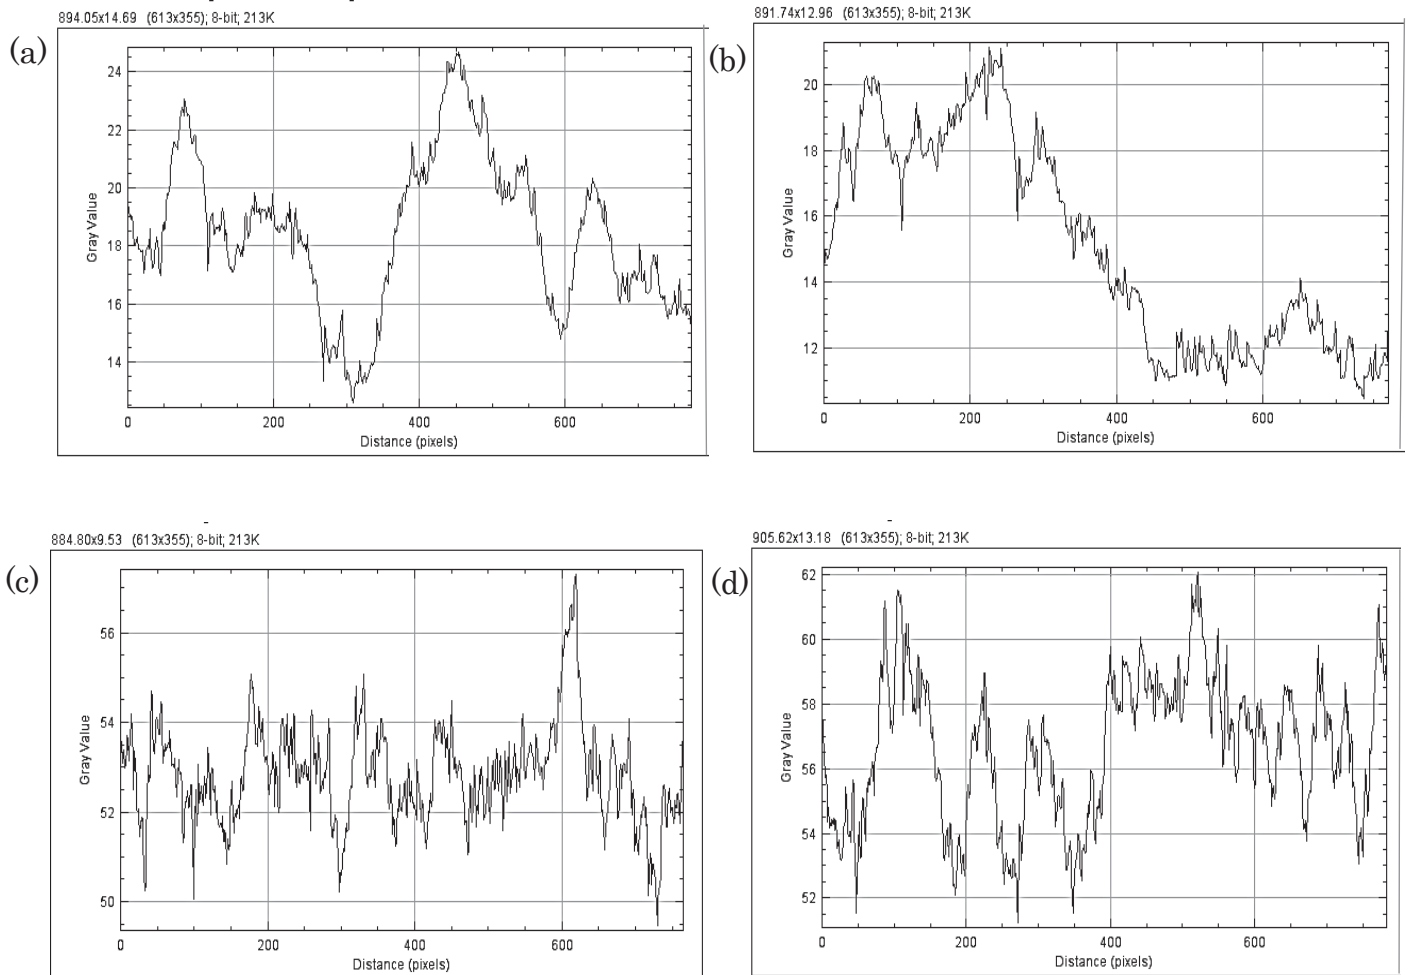 894.05x14.69 (613x355); 8-bit; 213K
(a)
24
22
20
18
16
14
Gray Value
0 200 400 600
Distance (pixels)
891.74x12.96 (613x355); 8-bit; 213K
(b)
20
18
16
14
12
Gray Value
0 200 400 600
Distance (pixels)
884.80x9.53 (613x355); 8-bit; 213K
(c)
56
54
52
50
Gray Value
0 200 400 600
Distance (pixels)
905.62x13.18 (613x355); 8-bit; 213K
(d)
62
60
58
56
54
52
Gray Value
0 200 400 600
Distance (pixels)